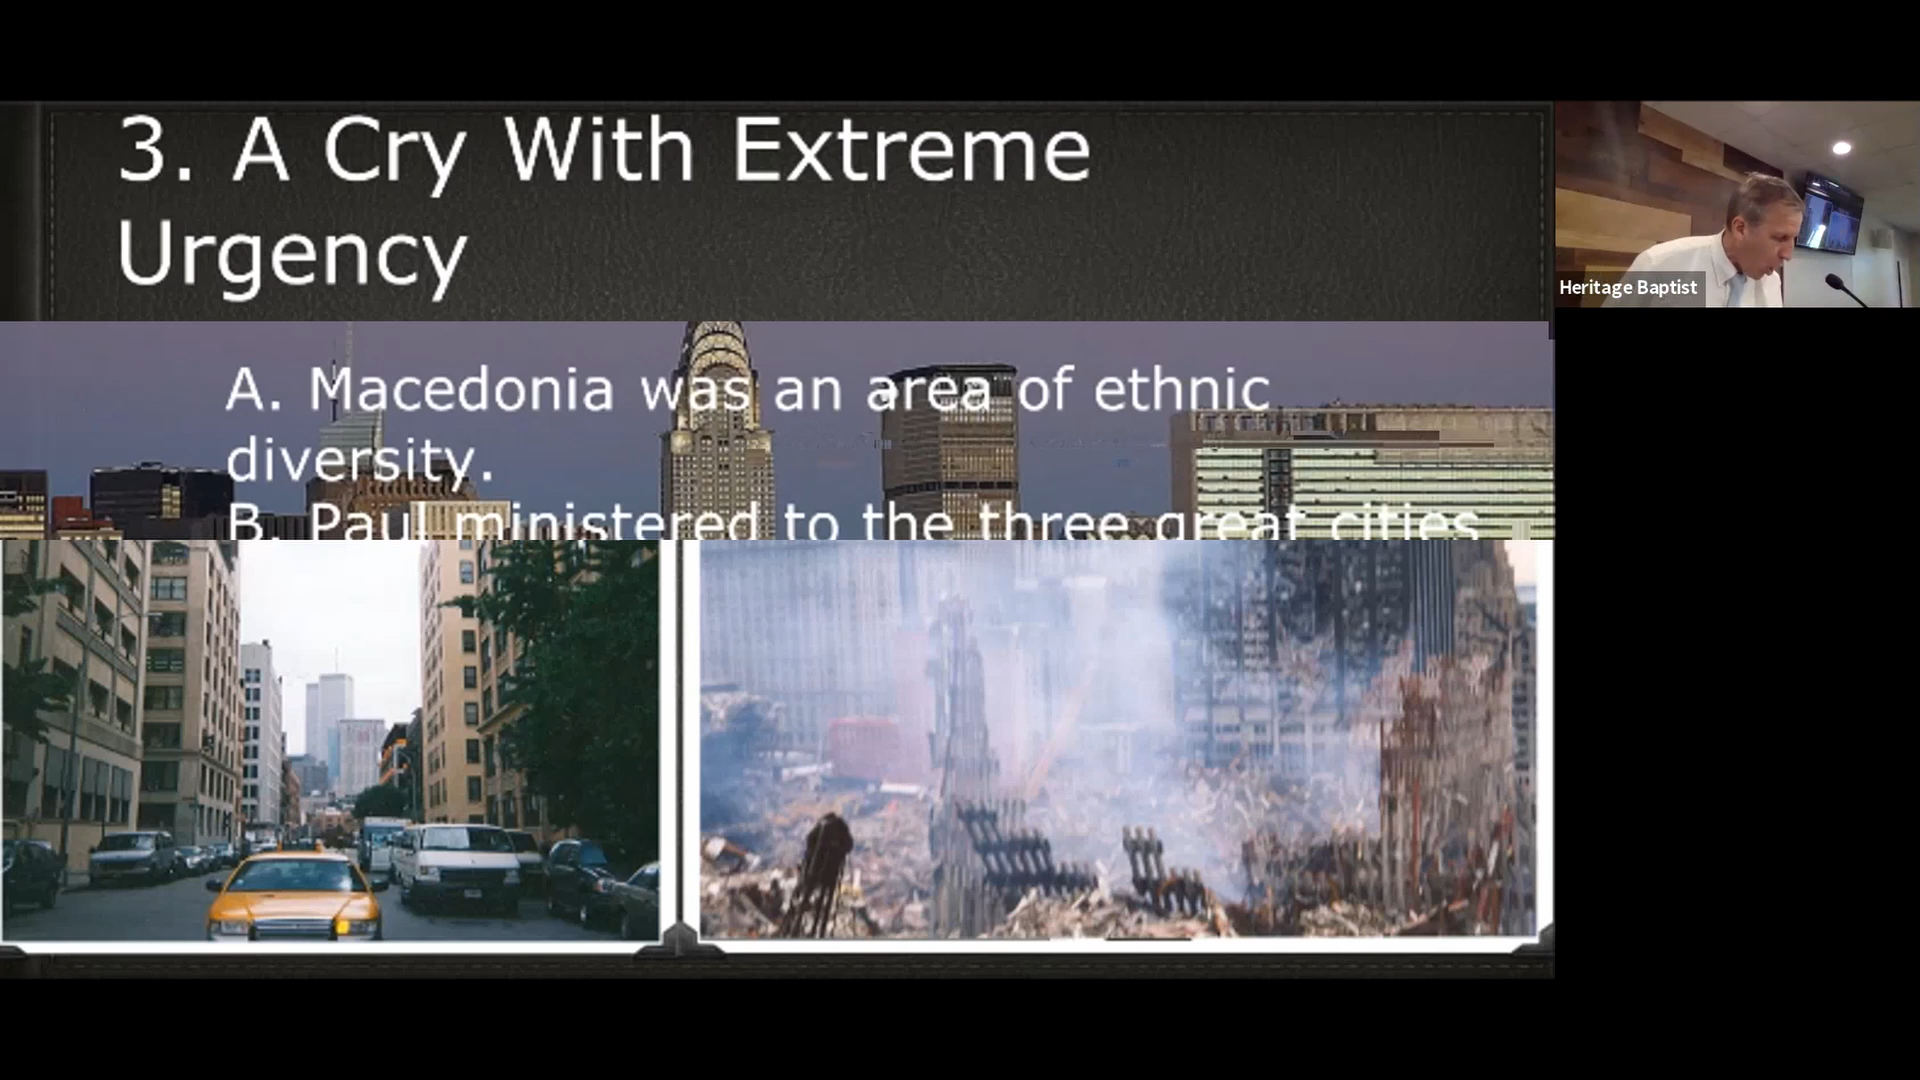 3. A Cry With Extreme
Urgency
Heritage Baptist
A. Macedonia was an area of ethnic
diversity.
B. Paul ministered to the three great cities